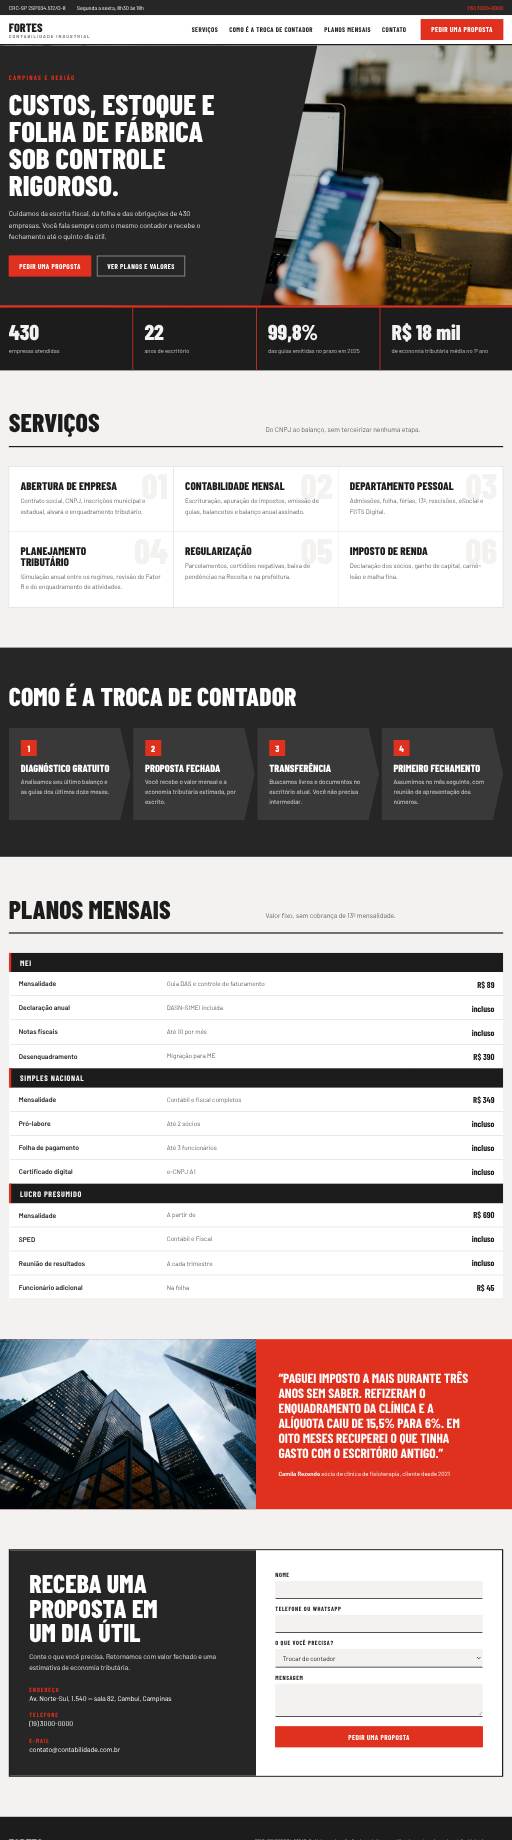 Segunda a sexta, 8h30 às 18h
(19) 3000-0000
FORTES
CONTABILIDADE INDUSTRIAL
SERVIÇOS
COMO É A TROCA DE CONTADOR
PLANOS MENSAIS
CONTATO
PEDIR UMA PROPOSTA
CAMPINAS E REGIÃO
CUSTOS, ESTOQUE E
FOLHA DE FÁBRICA
SOB CONTROLE
RIGOROSO.
Cuidamos da escrita fiscal, da folha e das obrigações de 430
empresas. Você fala sempre com o mesmo contador e recebe o
fechamento até o quinto dia útil.
PEDIR UMA PROPOSTA
VER PLANOS E VALORES
430
empresas atendidas
22
anos de escritório
99,8%
das guias emitidas no prazo em 2025
R$ 18 mil
de economia tributária média no 1º ano
SERVIÇOS
Do CNPJ ao balanço, sem terceirizar nenhuma etapa.
01
ABERTURA DE EMPRESA
Contrato social, CNPJ, inscrições municipal e
estadual, alvará e enquadramento tributário.
02
CONTABILIDADE MENSAL
Escrituração, apuração de impostos, emissão de
guias, balancetes e balanço anual assinado.
03
DEPARTAMENTO PESSOAL
Admissões, folha, férias, 13º, rescisões, eSocial e
FGTS Digital.
04
PLANEJAMENTO
TRIBUTÁRIO
Simulação anual entre os regimes, revisão do Fator
R e do enquadramento de atividades.
05
REGULARIZAÇÃO
Parcelamentos, certidões negativas, baixa de
pendências na Receita e na prefeitura.
06
IMPOSTO DE RENDA
Declaração dos sócios, ganho de capital, carnê-
leão e malha fina.
COMO É A TROCA DE CONTADOR
1
DIAGNÓSTICO GRATUITO
Analisamos seu último balanço e
as guias dos últimos doze meses.
2
PROPOSTA FECHADA
Você recebe o valor mensal e a
economia tributária estimada, por
escrito.
3
TRANSFERÊNCIA
Buscamos livros e documentos no
escritório atual. Você não precisa
intermediar.
4
PRIMEIRO FECHAMENTO
Assumimos no mês seguinte, com
reunião de apresentação dos
números.
PLANOS MENSAIS
Valor fixo, sem cobrança de 13ª mensalidade.
MEI
Mensalidade Guia DAS e controle de faturamento R$ 89
Declaração anual DASN-SIMEI incluída incluso
Notas fiscais Até 10 por mês incluso
Desenquadramento Migração para ME R$ 390
SIMPLES NACIONAL
Mensalidade Contábil e fiscal completos R$ 349
Pró-labore Até 2 sócios incluso
Folha de pagamento Até 3 funcionários incluso
Certificado digital e-CNPJ A1 incluso
LUCRO PRESUMIDO
Mensalidade A partir de R$ 690
SPED Contábil e Fiscal incluso
Reunião de resultados A cada trimestre incluso
Funcionário adicional Na folha R$ 45
“PAGUEI IMPOSTO A MAIS DURANTE TRÊS
ANOS SEM SABER. REFIZERAM O
ENQUADRAMENTO DA CLÍNICA E A
ALÍQUOTA CAIU DE 15,5% PARA 6%. EM
OITO MESES RECUPEREI O QUE TINHA
GASTO COM O ESCRITÓRIO ANTIGO.”
Camila Rezende sócia de clínica de fisioterapia, cliente desde 2021
RECEBA UMA
PROPOSTA EM
UM DIA ÚTIL
Conte o que você precisa. Retornamos com valor fechado e uma
estimativa de economia tributária.
ENDEREÇO
Av. Norte-Sul, 1.540 — sala 82, Cambuí, Campinas
TELEFONE
(19) 3000-0000
E-MAIL
contato@contabilidade.com.br
NOME
TELEFONE OU WHATSAPP
O QUE VOCÊ PRECISA?
Trocar de contador
MENSAGEM
PEDIR UMA PROPOSTA